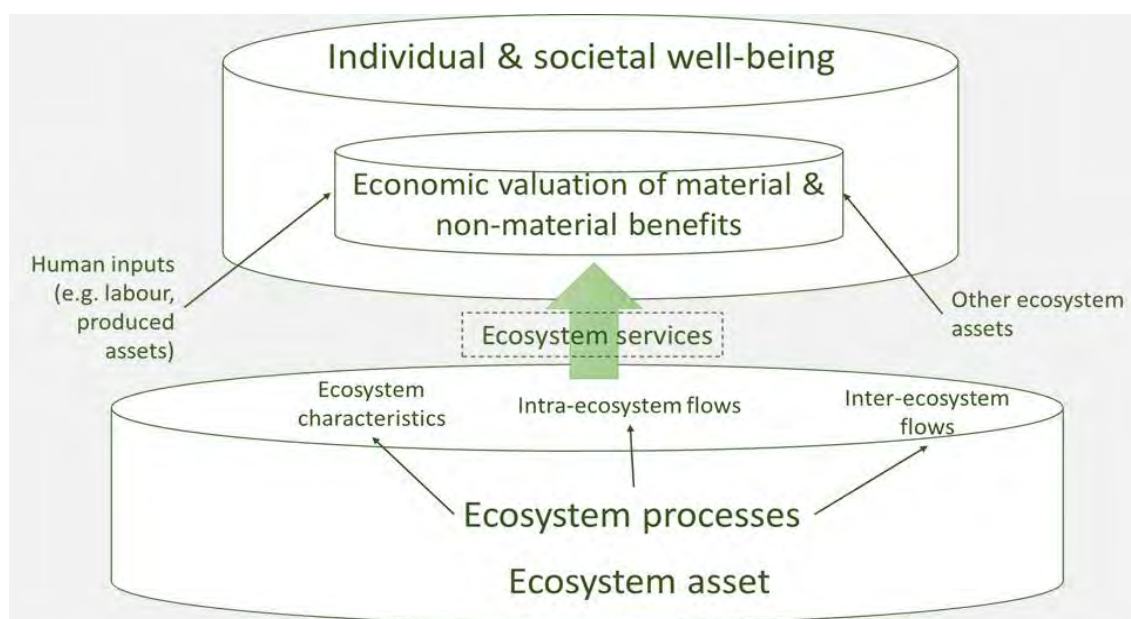 Individual & societal well-being
Economic valuation of material &
non-material benefits
Human inputs
(e.g. labour,
produced
assets)
Other ecosystem
assets
Ecosystem services
Ecosystem
characteristics
Intra-ecosystem flows
Inter-ecosystem
flows
Ecosystem processes
Ecosystem asset